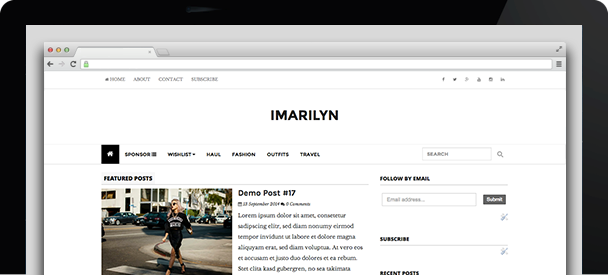 HOME ABOUT CONTACT SUBSCRIBE
IMARILYN
SPONSOR WISHLIST HAUL FASHION OUTFITS TRAVEL SEARCH
FEATURED POSTS
Demo Post #17
13 September 2014 0 Comments
Lorem ipsum dolor sit amet, consetetur
sadipscing elitr, sed diam nonumy eirmod
tempor invidunt ut labore et dolore magna
aliquyam erat, sed diam voluptua. At vero eos
et accusam et justo duo dolores et ea rebum.
Stet clita kasd gubergren, no sea takimata
FOLLOW BY EMAIL
Email address... Submit
SUBSCRIBE
RECENT POSTS